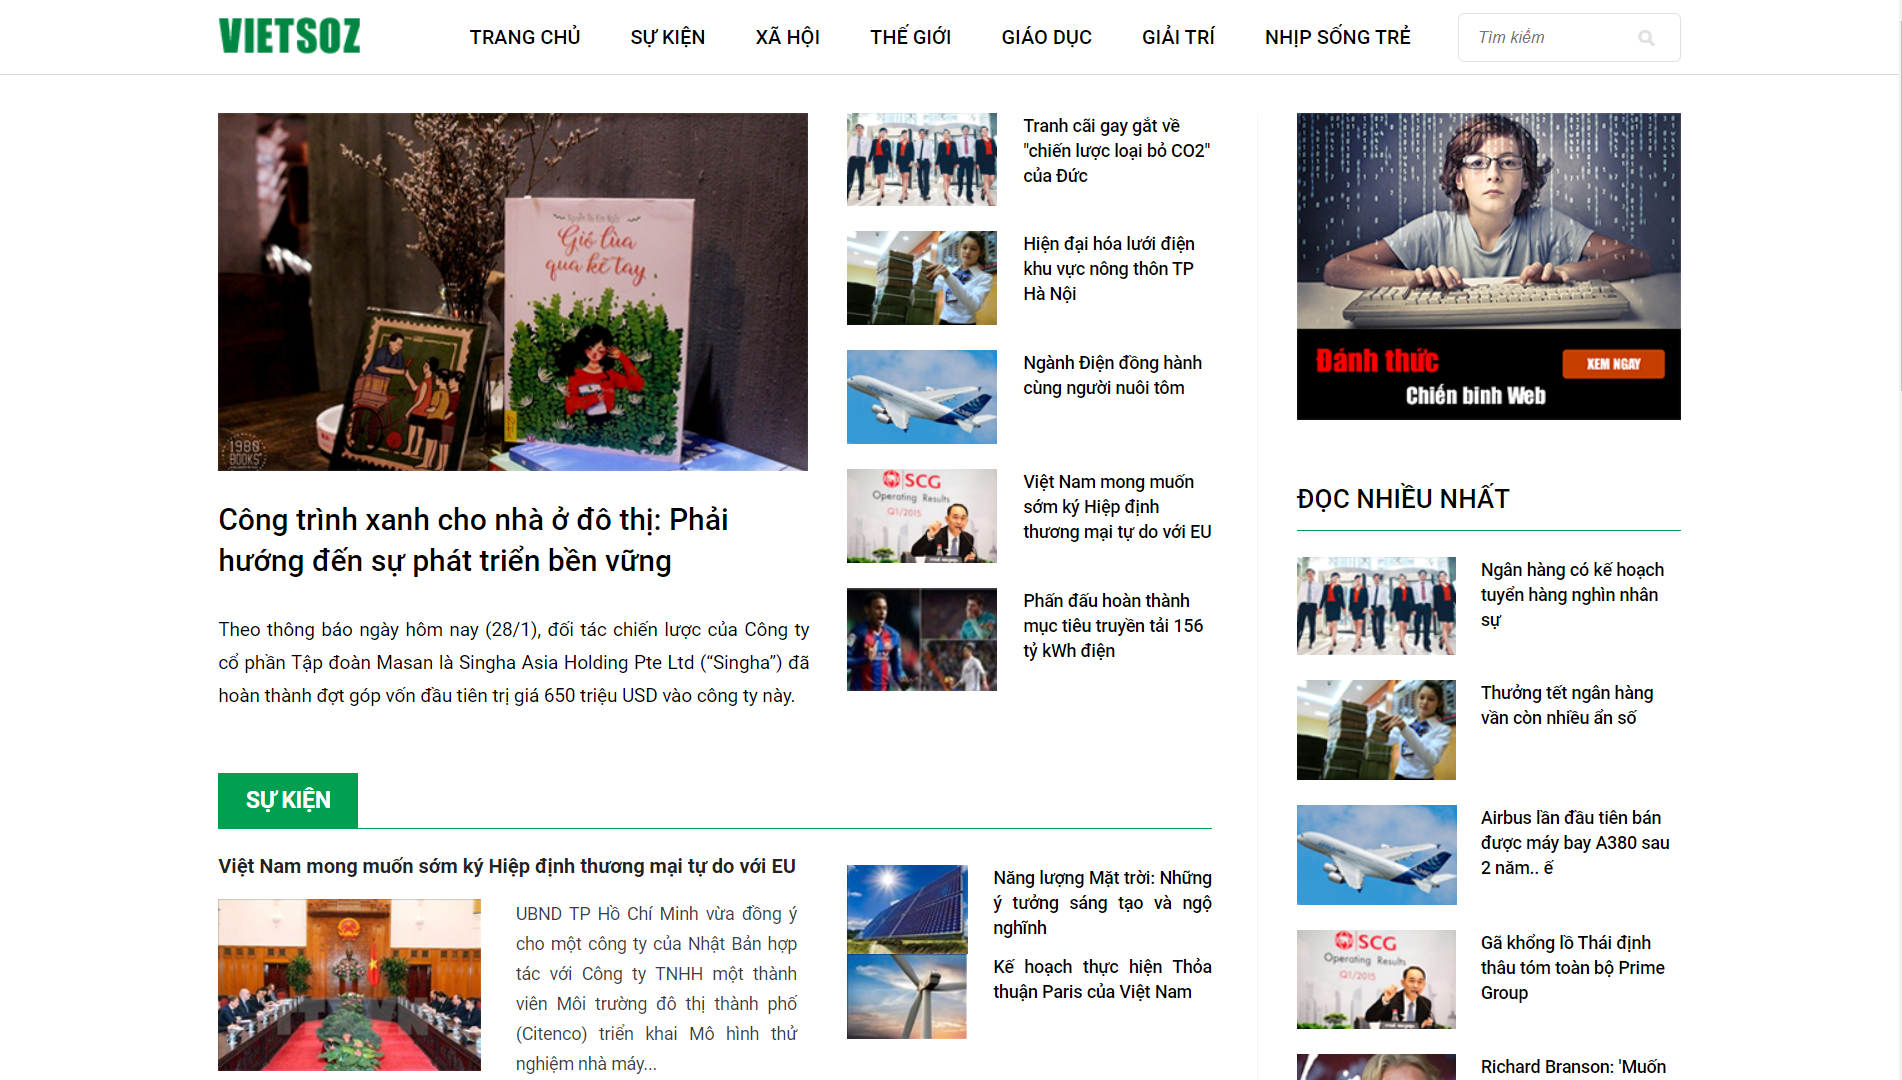 VIETSOZ
TRANG CHỦ
SỰ KIỆN
XÃ HỘI
THẾ GIỚI
GIÁO DỤC
GIẢI TRÍ
NHỊP SỐNG TRẺ
Tìm kiếm
Nguyễn Thị Kim Ngân
Gió lùa
qua kẽ tay
1980
BOOKS
Công trình xanh cho nhà ở đô thị: Phải
hướng đến sự phát triển bền vững
Theo thông báo ngày hôm nay (28/1), đối tác chiến lược của Công ty
cổ phần Tập đoàn Masan là Singha Asia Holding Pte Ltd (“Singha”) đã
hoàn thành đợt góp vốn đầu tiên trị giá 650 triệu USD vào công ty này.
Tranh cãi gay gắt về
"chiến lược loại bỏ CO2"
của Đức
Hiện đại hóa lưới điện
khu vực nông thôn TP
Hà Nội
Ngành Điện đồng hành
cùng người nuôi tôm
SCG
Operating Results
Q1/2015
Việt Nam mong muốn
sớm ký Hiệp định
thương mại tự do với EU
Phấn đấu hoàn thành
mục tiêu truyền tải 156
tỷ kWh điện
Đánh thức
XEM NGAY
Chiến binh Web
ĐỌC NHIỀU NHẤT
Ngân hàng có kế hoạch
tuyển hàng nghìn nhân
sự
Thưởng tết ngân hàng
vần còn nhiều ẩn số
Airbus lần đầu tiên bán
được máy bay A380 sau
2 năm.. ế
SCG
Operating Results
Q1/2015
Gã khổng lồ Thái định
thâu tóm toàn bộ Prime
Group
Richard Branson: 'Muốn
SỰ KIỆN
Việt Nam mong muốn sớm ký Hiệp định thương mại tự do với EU
UBND TP Hồ Chí Minh vừa đồng ý
cho một công ty của Nhật Bản hợp
tác với Công ty TNHH một thành
viên Môi trường đô thị thành phố
(Citenco) triển khai Mô hình thử
nghiệm nhà máy...
Năng lượng Mặt trời: Những
ý tưởng sáng tạo và ngộ
nghĩnh
Kế hoạch thực hiện Thỏa
thuận Paris của Việt Nam